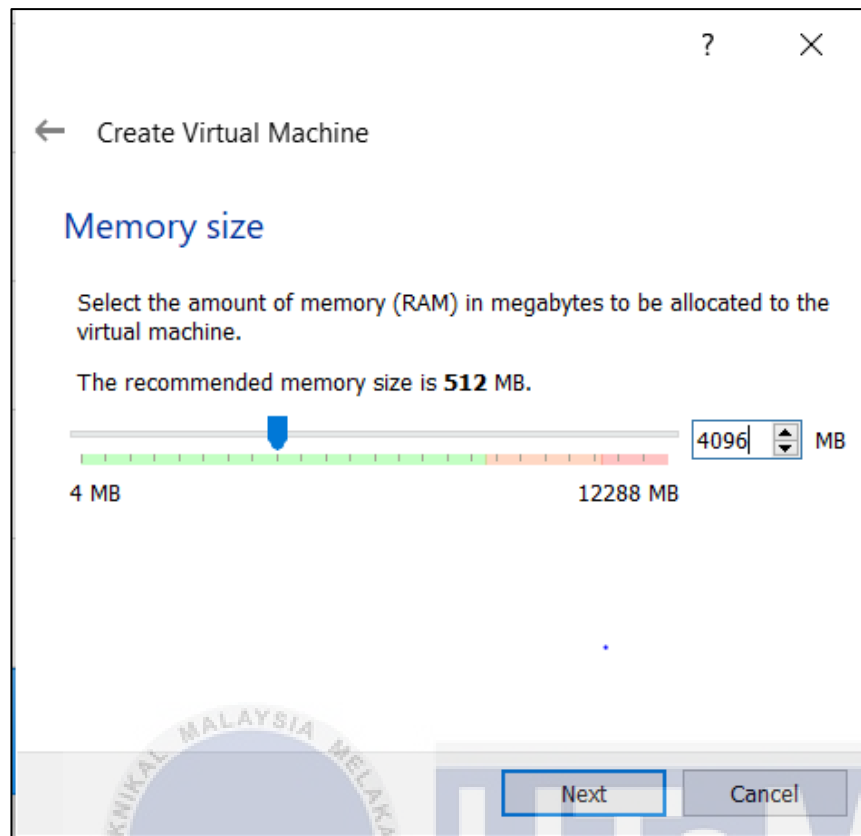 ?
Create Virtual Machine
Memory size
Select the amount of memory (RAM) in megabytes to be allocated to the
virtual machine.
The recommended memory size is 512 MB.
4096 MB
4 MB 12288 MB
MALAYSIA
Next Cancel